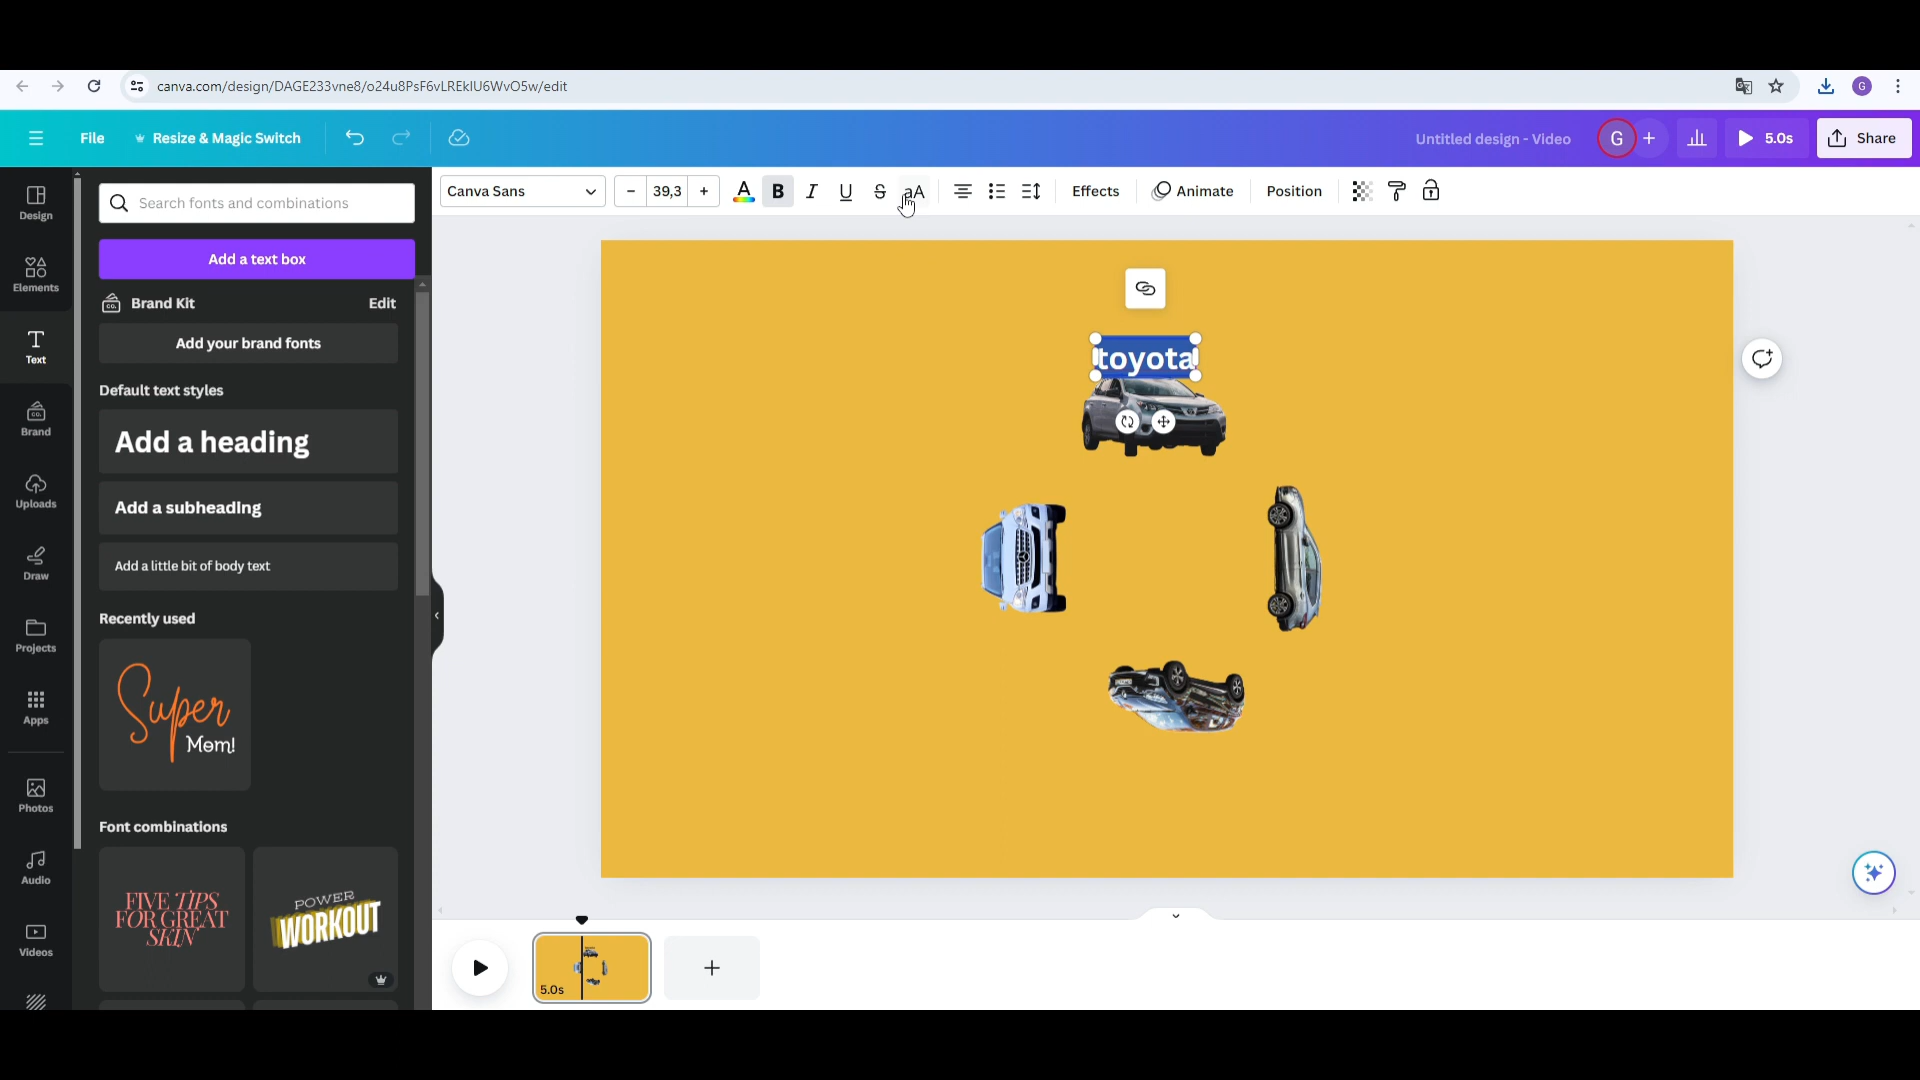 canva.com/design/DAGE233vne8/o24u8PsF6vLREklU6WvO5w/edit
G
File
Resize & Magic Switch
Untitled design - Video
G
+
5.0s
Share
Search fonts and combinations
Canva Sans
- 39,3 +
A
B
I
U
S
aA
Effects
Animate
Position
Design
Elements
Text
Brand
Uploads
Draw
Projects
Apps
Photos
Audio
Videos
Add a text box
Brand Kit
Edit
Add your brand fonts
Default text styles
Add a heading
Add a subheading
Add a little bit of body text
Recently used
Super
Mom!
Font combinations
FIVE TIPS
FOR GREAT
SKIN
POWER
WORKOUT
toyota
5.0s
+